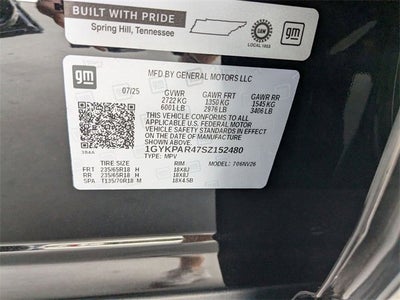 BUILT WITH PRIDE
Spring Hill, Tennessee
UAW
LOCAL 1853
gm
gm
MFD BY GENERAL MOTORS LLC
07/25 GVWR GAWR FRT GAWR RR
2722 KG 1350 KG 1545 KG
6001 LB 2976 LB 3406 LB
THIS VEHICLE CONFORMS TO ALL
APPLICABLE U.S. FEDERAL MOTOR
VEHICLE SAFETY STANDARDS IN EFFECT
ON THE DATE OF MANUFACTURE
SHOWN ABOVE.
1GYKPAR47SZ152480
TYPE: MPV MODEL: 706NV26
TIRE SIZE RIM
FRT 235/65R18 H 18X8J
RR 235/65R18 H 18X8J
SPA T135/70R18 M 18X4.5B